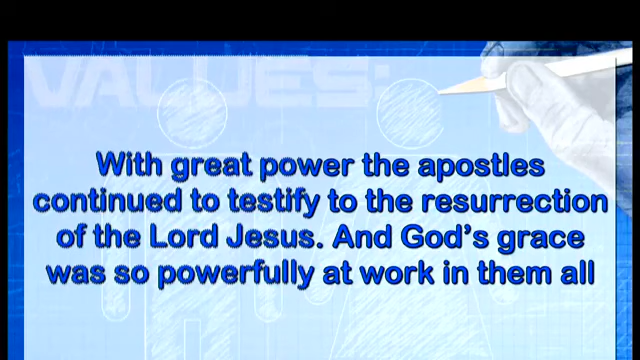 VALUES:
With great power the apostles
continued to testify to the resurrection
of the Lord Jesus. And God's grace
was so powerfully at work in them all